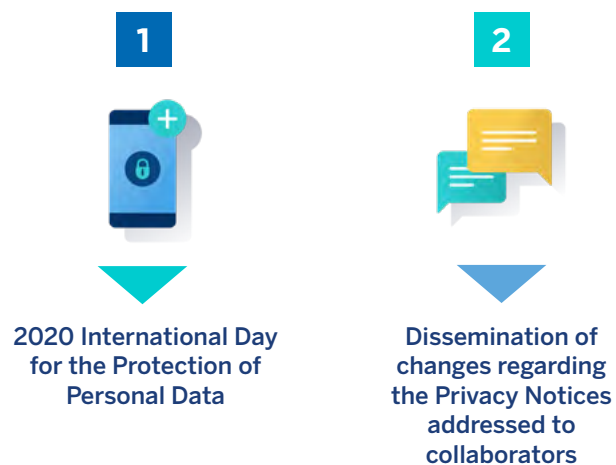 1
2020 International Day
for the Protection of
Personal Data
2
Dissemination of
changes regarding
the Privacy Notices
addressed to
collaborators